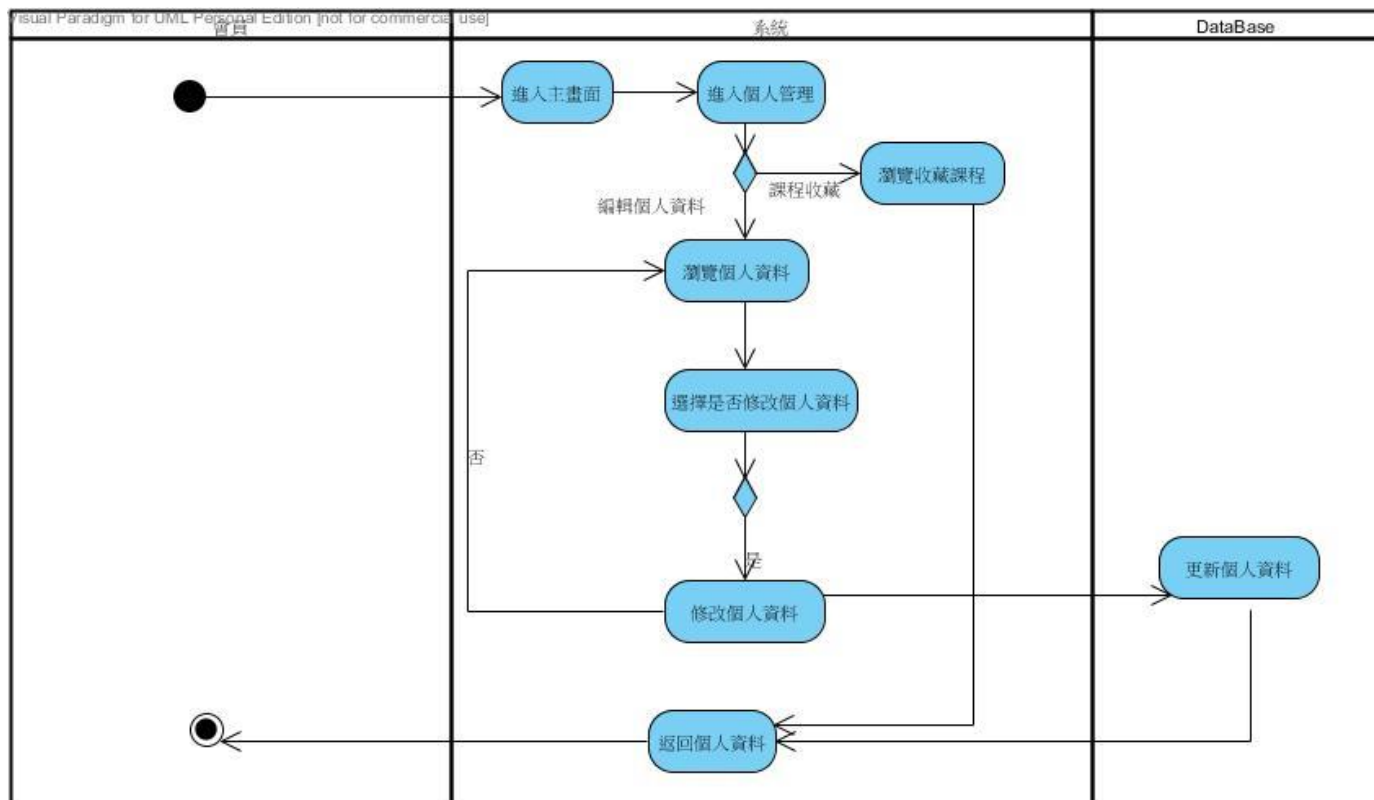 Visual Paradigm for UML Personal Edition [not for commercial use]
會員
系統
DataBase
進入主畫面
進入個人管理
瀏覽收藏課程
課程收藏
編輯個人資料
瀏覽個人資料
選擇是否修改個人資料
否
是
更新個人資料
修改個人資料
返回個人資料